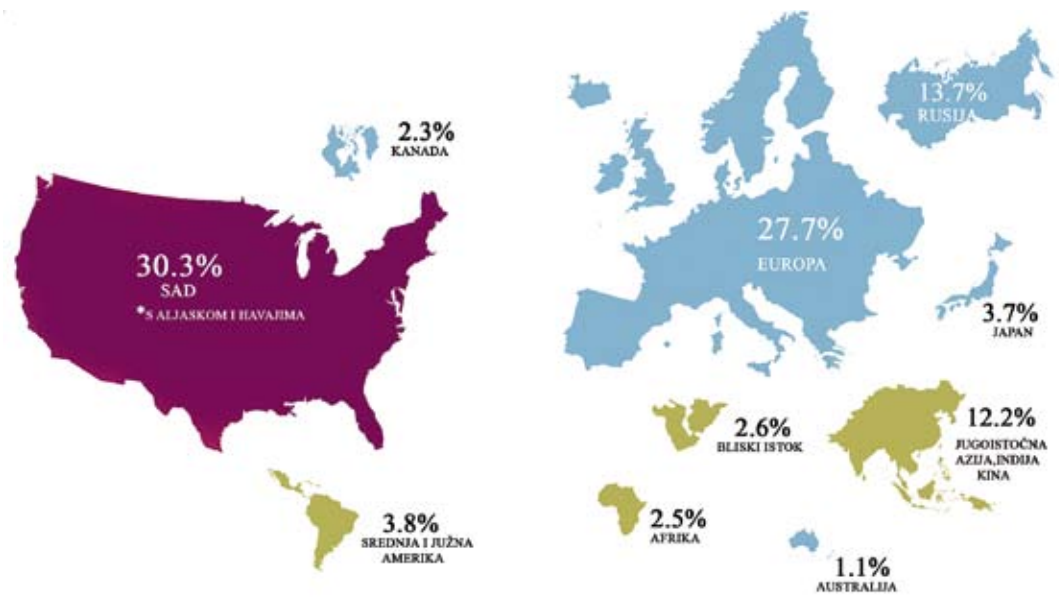 2.3%
KANADA
30.3%
SAD
*S ALJASKOM I HAVAJIMA
3.8%
SREDNJA I JUŽNA
AMERIKA
13.7%
RUSIJA
27.7%
EUROPA
3.7%
JAPAN
2.6%
BLISKI ISTOK
12.2%
JUGOISTOČNA
AZIJA,INDIJA
KINA
2.5%
AFRIKA
1.1%
AUSTRALIJA